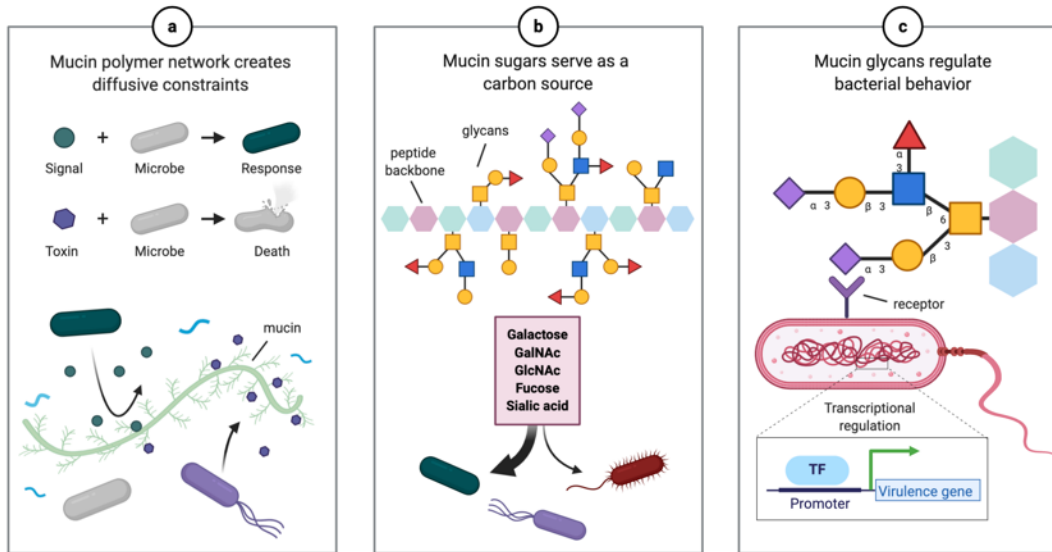 a
Mucin polymer network creates
diffusive constraints
Signal
+
Microbe
Response
Toxin
+
Microbe
Death
mucin
b
Mucin sugars serve as a
carbon source
glycans
peptide
backbone
Galactose
GalNAc
GlcNAc
Fucose
Sialic acid
c
Mucin glycans regulate
bacterial behavior
α
3
α 3
β 3
β
6
3
β
α 3
receptor
Transcriptional
regulation
TF
Promoter
Virulence gene